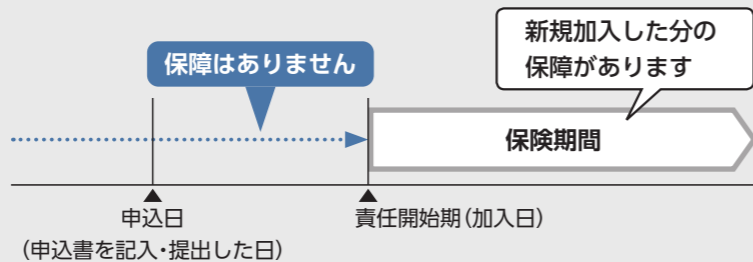 新規加入した分の
保障があります
保障はありません
保険期間
申込日
(申込書を記入・提出した日)
責任開始期(加入日)